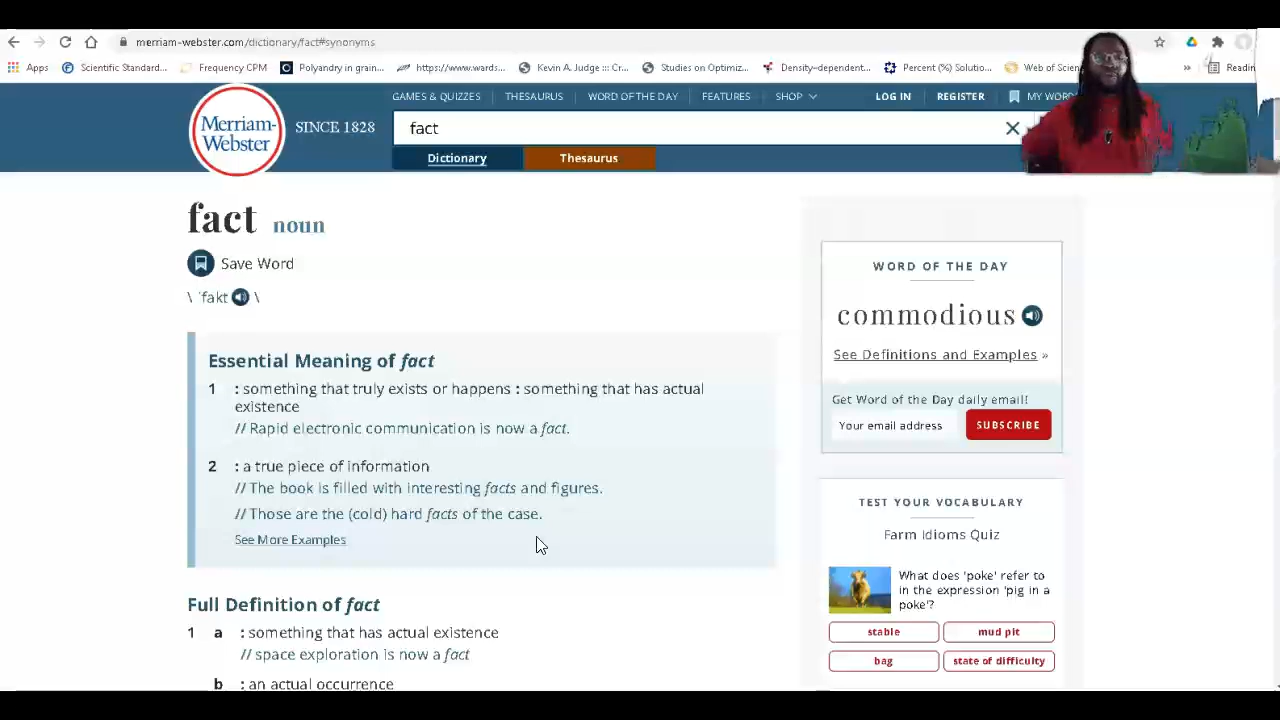 merriam-webster.com/dictionary/fact#synonyms
Apps Scientific Standard... Frequency CPM Polyandry in grain... https://www.wards... Kevin A. Judge ::: Cr... Studies on Optimiz... Density-dependent... Percent (%) Solutio... Web of Scien » Readin
GAMES & QUIZZES THESAURUS WORD OF THE DAY FEATURES SHOP LOG IN REGISTER MY WOR
Merriam-
Webster
SINCE 1828
fact
Dictionary Thesaurus
fact noun
Save Word
\ ˈfakt \
Essential Meaning of fact
1 : something that truly exists or happens : something that has actual
existence
// Rapid electronic communication is now a fact.
2 : a true piece of information
// The book is filled with interesting facts and figures.
// Those are the (cold) hard facts of the case.
See More Examples
Full Definition of fact
1 a : something that has actual existence
// space exploration is now a fact
b : an actual occurrence
WORD OF THE DAY
commodious
See Definitions and Examples »
Get Word of the Day daily email!
Your email address SUBSCRIBE
TEST YOUR VOCABULARY
Farm Idioms Quiz
What does 'poke' refer to
in the expression 'pig in a
poke'?
stable mud pit
bag state of difficulty